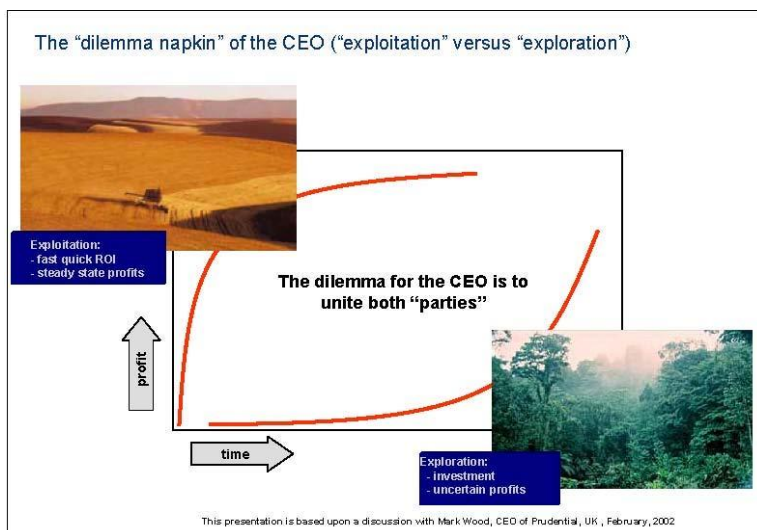 The “dilemma napkin” of the CEO (“exploitation” versus “exploration”)
Exploitation:
- fast quick ROI
- steady state profits
The dilemma for the CEO is to
unite both “parties”
profit
time
Exploration:
- investment
- uncertain profits
This presentation is based upon a discussion with Mark Wood, CEO of Prudential, UK , February, 2002